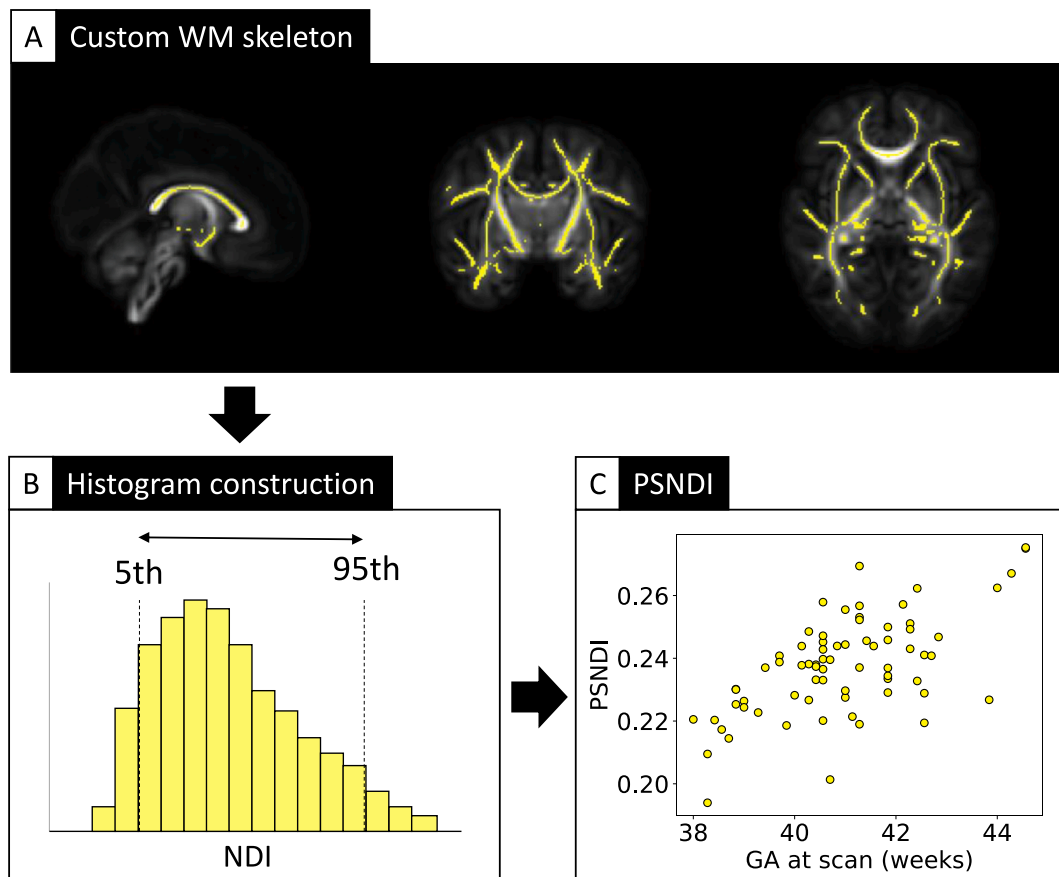 A Custom WM skeleton
B Histogram construction
5th 95th
NDI
C PSNDI
0.26
0.24
0.22
0.20
PSNDI
38 40 42 44
GA at scan (weeks)